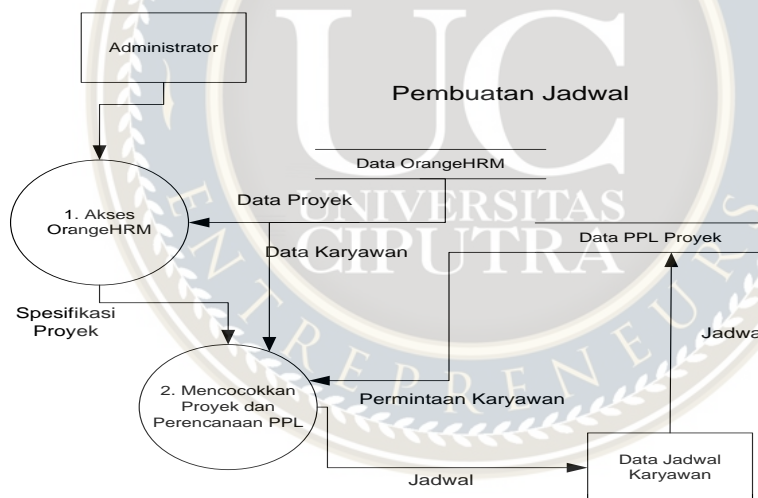 Administrator
Pembuatan Jadwal
Data OrangeHRM
Data Proyek
1. Akses
OrangeHRM
Data Karyawan
Data PPL Proyek
Spesifikasi
Proyek
Jadwa
2. Mencocokkan
Proyek dan
Perencanaan PPL
Permintaan Karyawan
Jadwal
Data Jadwal
Karyawan
UC
UNIVERSITAS
CIPUTRA
ENTREPRENEURS